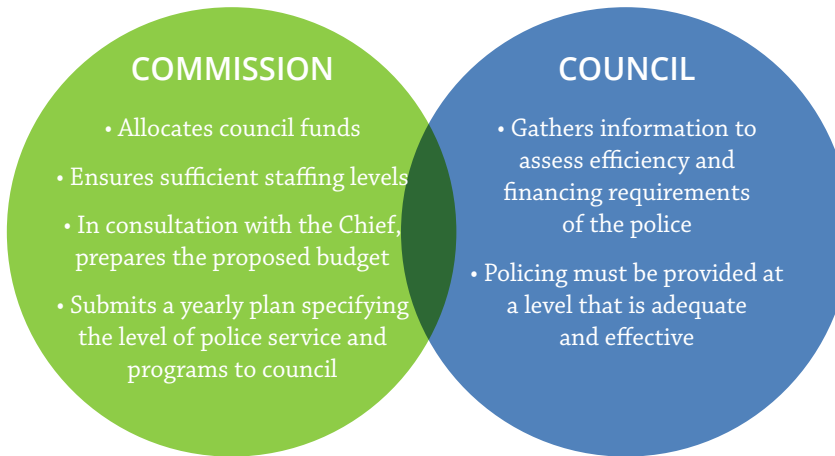 COMMISSION
• Allocates council funds
• Ensures sufficient staffing levels
• In consultation with the Chief,
prepares the proposed budget
• Submits a yearly plan specifying
the level of police service and
programs to council
COUNCIL
• Gathers information to
assess efficiency and
financing requirements
of the police
• Policing must be provided at
a level that is adequate
and effective